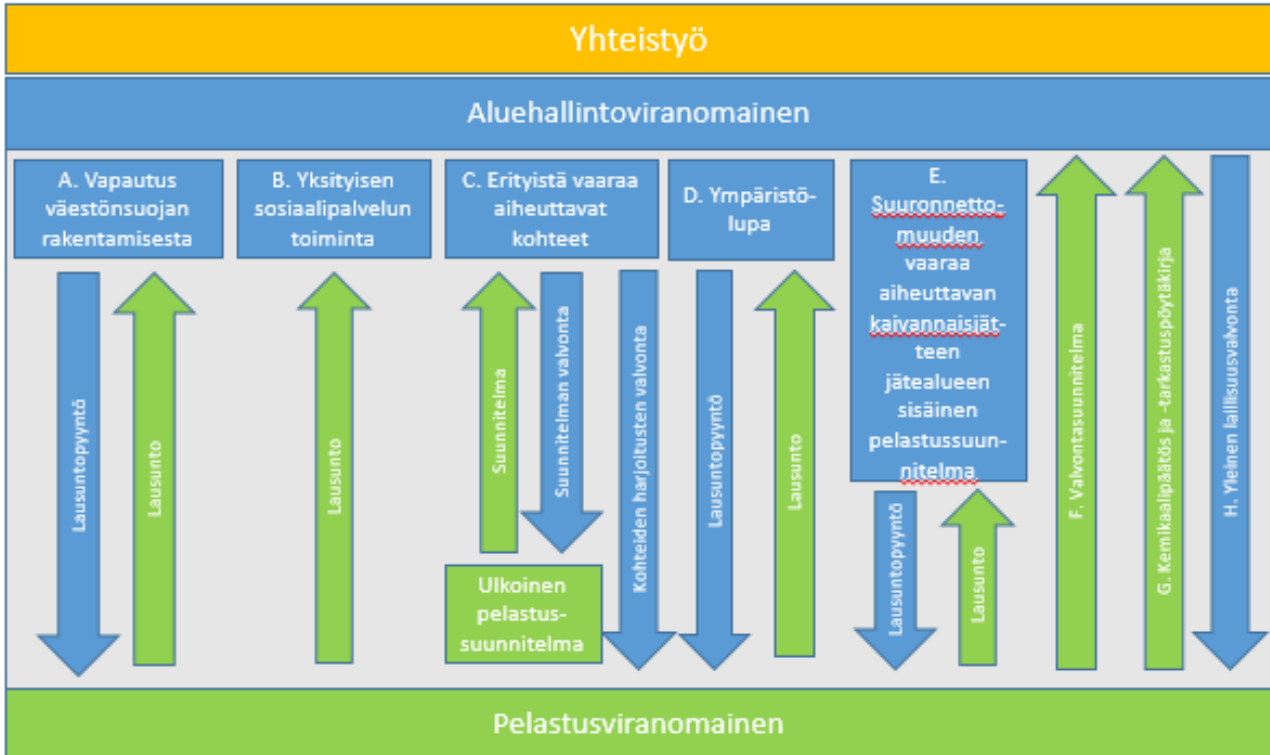 Yhteistyö
Aluehallintoviranomainen
A. Vapautus
väestönsuojan
rakentamisesta
B. Yksityisen
sosiaalipalvelun
toiminta
C. Erityistä vaaraa
aiheuttavat
kohteet
D. Ympäristö-
lupa
E.
Suuronnetto-
muuden
vaaraa
aiheuttavan
kaivannaisjät-
teen
jätealueen
sisäinen
pelastussuun-
nitelma
Lausuntopyyntö
Lausunto
Lausunto
Suunnitelma
Suunnitelman valvonta
Kohteiden harjoitusten valvonta
Lausuntopyyntö
Lausunto
Lausuntopyyntö
Lausunto
F. Valvontasuunnitelma
G. Kemikaalipäätös ja -tarkastuspöytäkirja
H. Yleinen laillisuusvalvonta
Ulkoinen
pelastus-
suunnitelma
Pelastusviranomainen